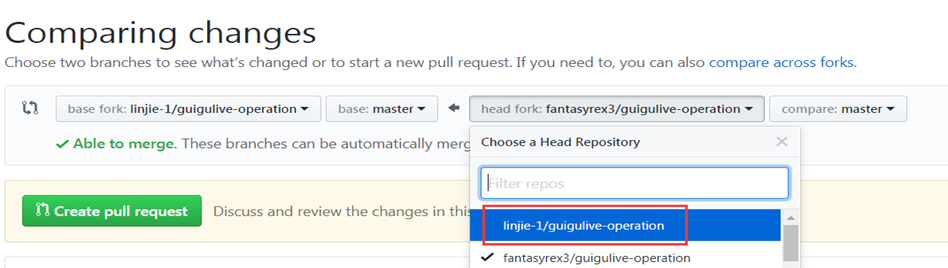 Comparing changes
Choose two branches to see what's changed or to start a new pull request. If you need to, you can also compare across forks.
base fork: linjie-1/guigulive-operation base: master head fork: fantasyrex3/guigulive-operation compare: master
Able to merge. These branches can be automatically merg
Choose a Head Repository
Filter repos
Create pull request Discuss and review the changes in this
linjie-1/guigulive-operation
fantasyrex3/guigulive-operation